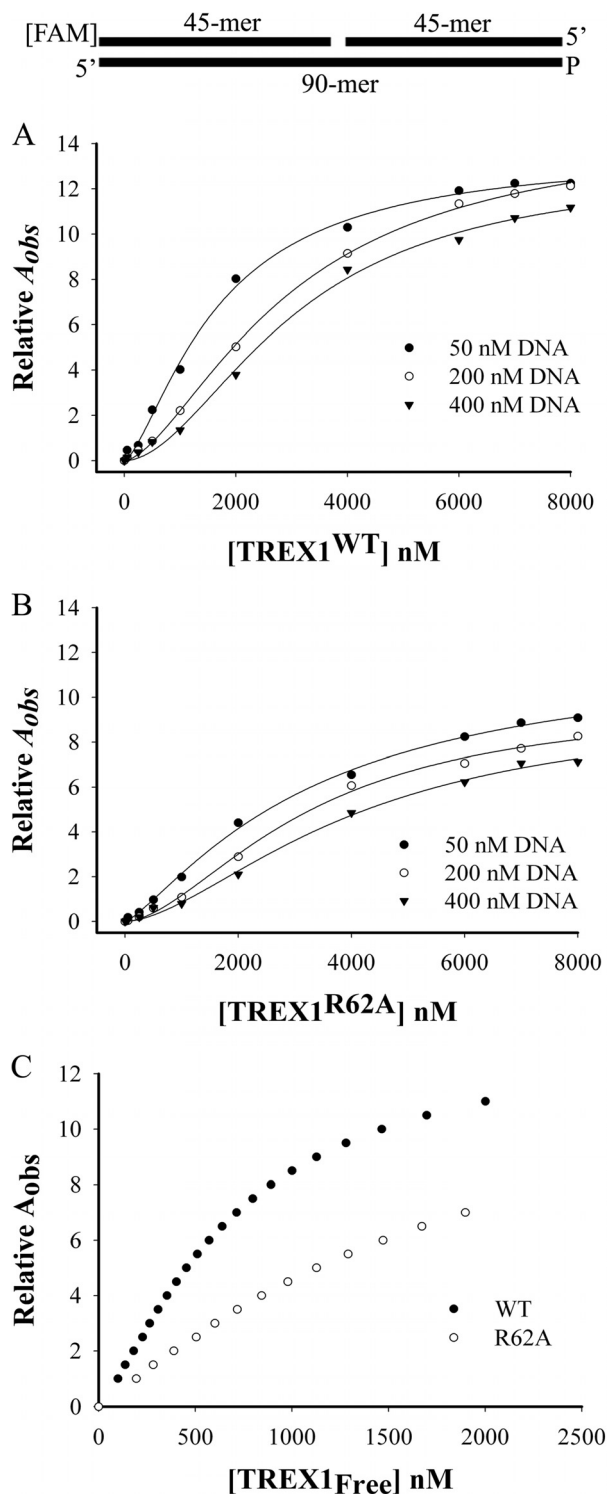 45-mer 45-mer
[FAM] 5’
5’ P
90-mer
A
14
12
10
8
6
4
2
0
Relative Aobs
50 nM DNA
200 nM DNA
400 nM DNA
0 2000 4000 6000 8000
[TREX1WT] nM
B
14
12
10
8
6
4
2
0
Relative Aobs
50 nM DNA
200 nM DNA
400 nM DNA
0 2000 4000 6000 8000
[TREX1R62A] nM
C
12
10
8
6
4
2
0
Relative Aobs
WT
R62A
0 500 1000 1500 2000 2500
[TREX1Free] nM